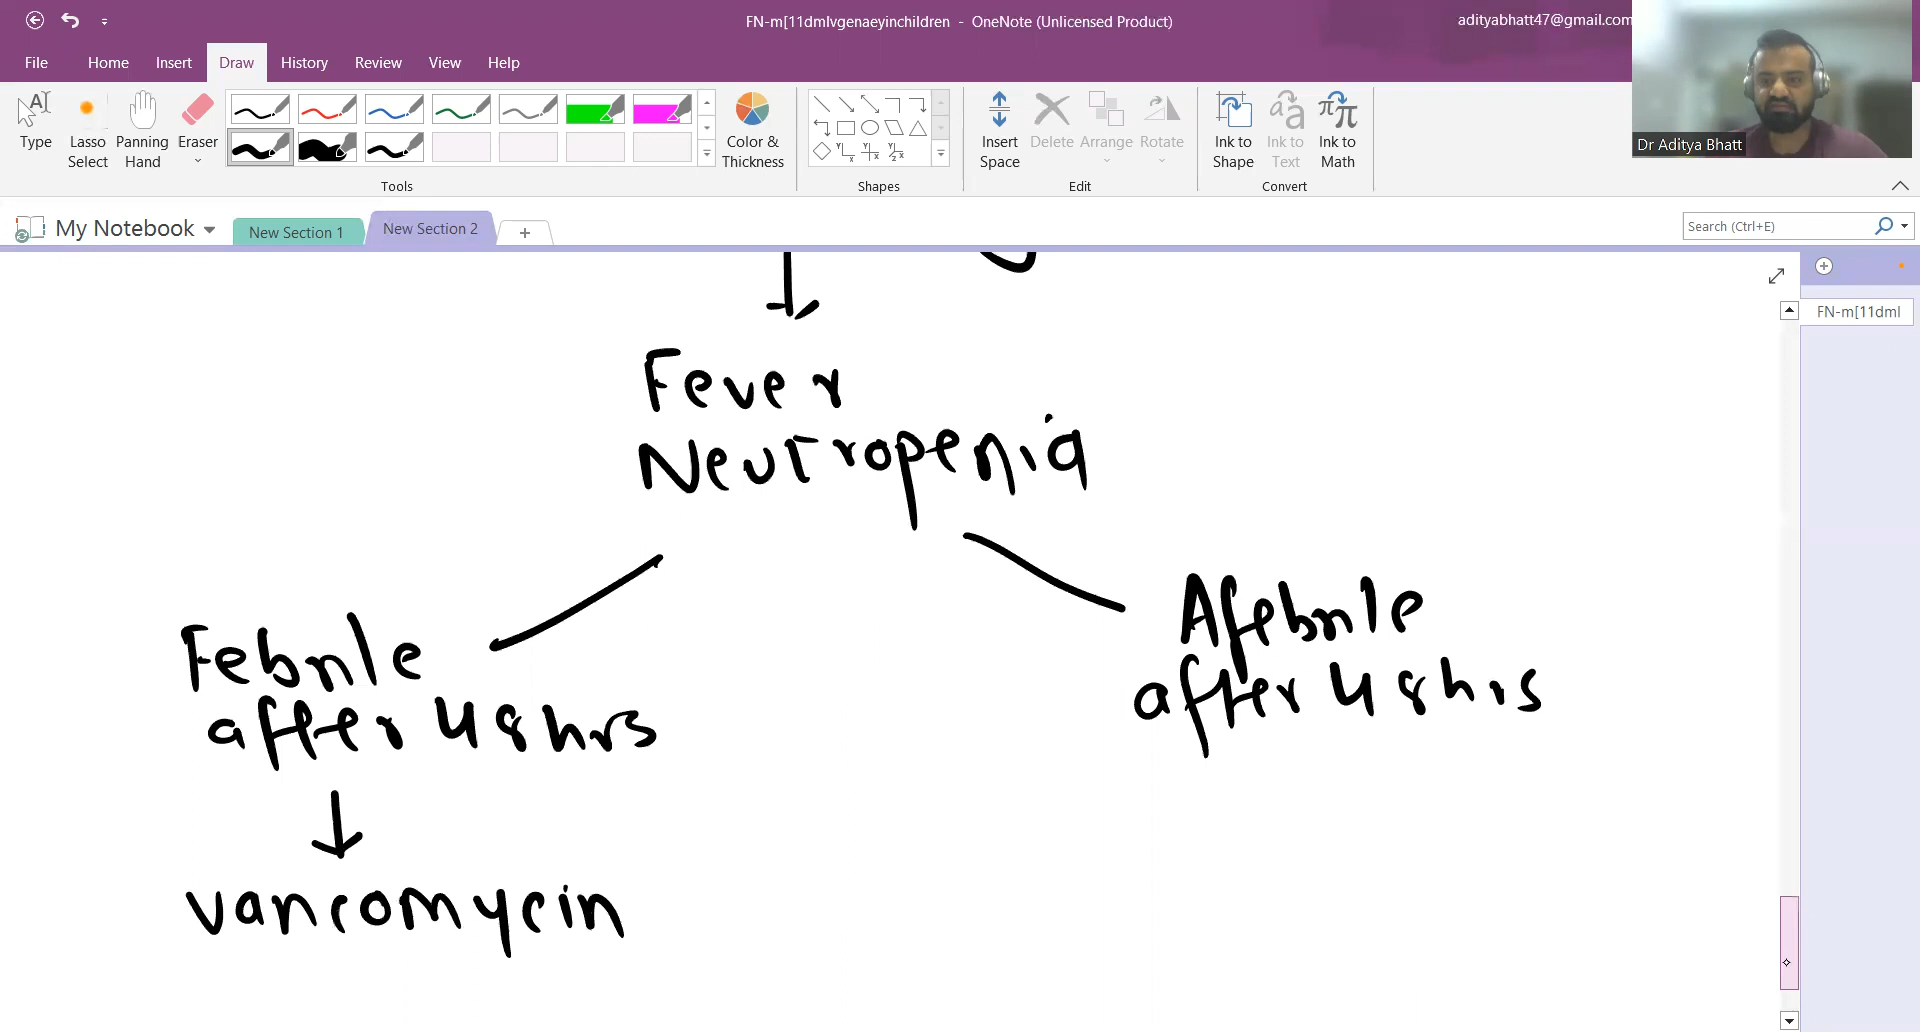 FN-m[11dmlvgenaeyinchildren - OneNote (Unlicensed Product)
adityabhatt47@gmail.com
File Home Insert Draw History Review View Help
Type
Lasso Select
Panning Hand
Eraser
Color & Thickness
Insert Space
Delete
Arrange
Rotate
Ink to Shape
Ink to Text
Ink to Math
Tools Shapes Edit Convert
Dr Aditya Bhatt
My Notebook New Section 1 New Section 2
Search (Ctrl+E)
FN-m[11dml
Fever
Neutropenia
Febrile
after 48hrs
Afebrile
after 48hrs
vancomycin